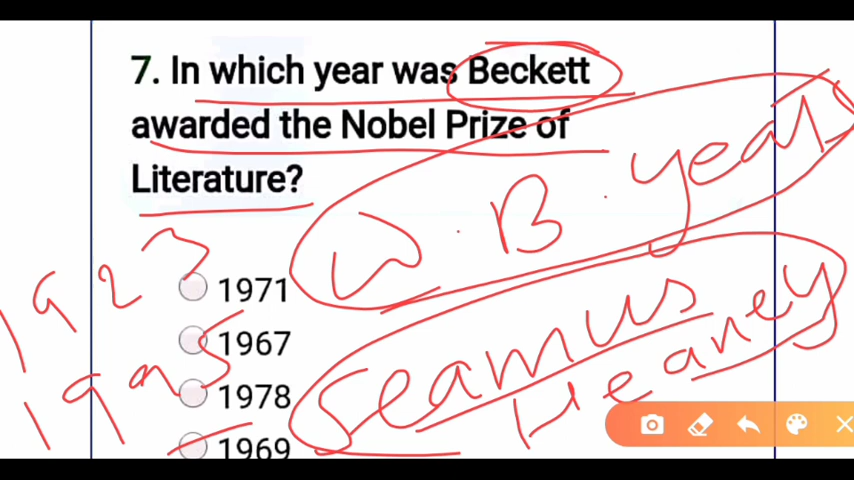 7. In which year was Beckett
awarded the Nobel Prize of
Literature?
W. B. yeats
1923
1971
1967
seamus
Heaney
1925
1978
1969